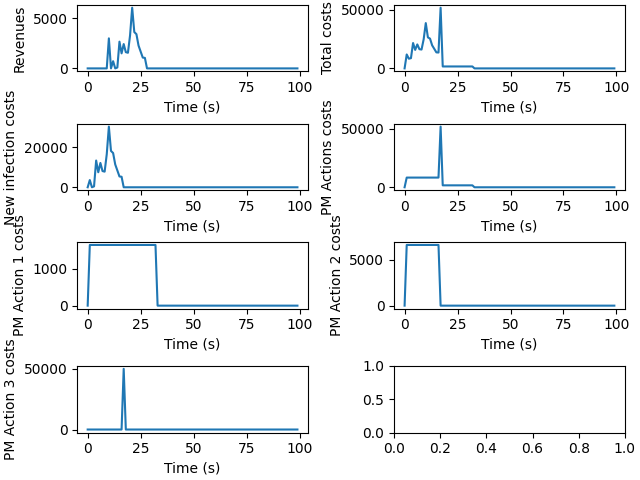 Revenues
5000
0
0 25 50 75 100
Time (s)
Total costs
50000
0
0 25 50 75 100
Time (s)
New infection costs
20000
0
0 25 50 75 100
Time (s)
PM Actions costs
50000
0
0 25 50 75 100
Time (s)
PM Action 1 costs
1000
0
0 25 50 75 100
Time (s)
PM Action 2 costs
5000
0
0 25 50 75 100
Time (s)
PM Action 3 costs
50000
0
0 25 50 75 100
Time (s)
1.0
0.5
0.0
0.0 0.2 0.4 0.6 0.8 1.0